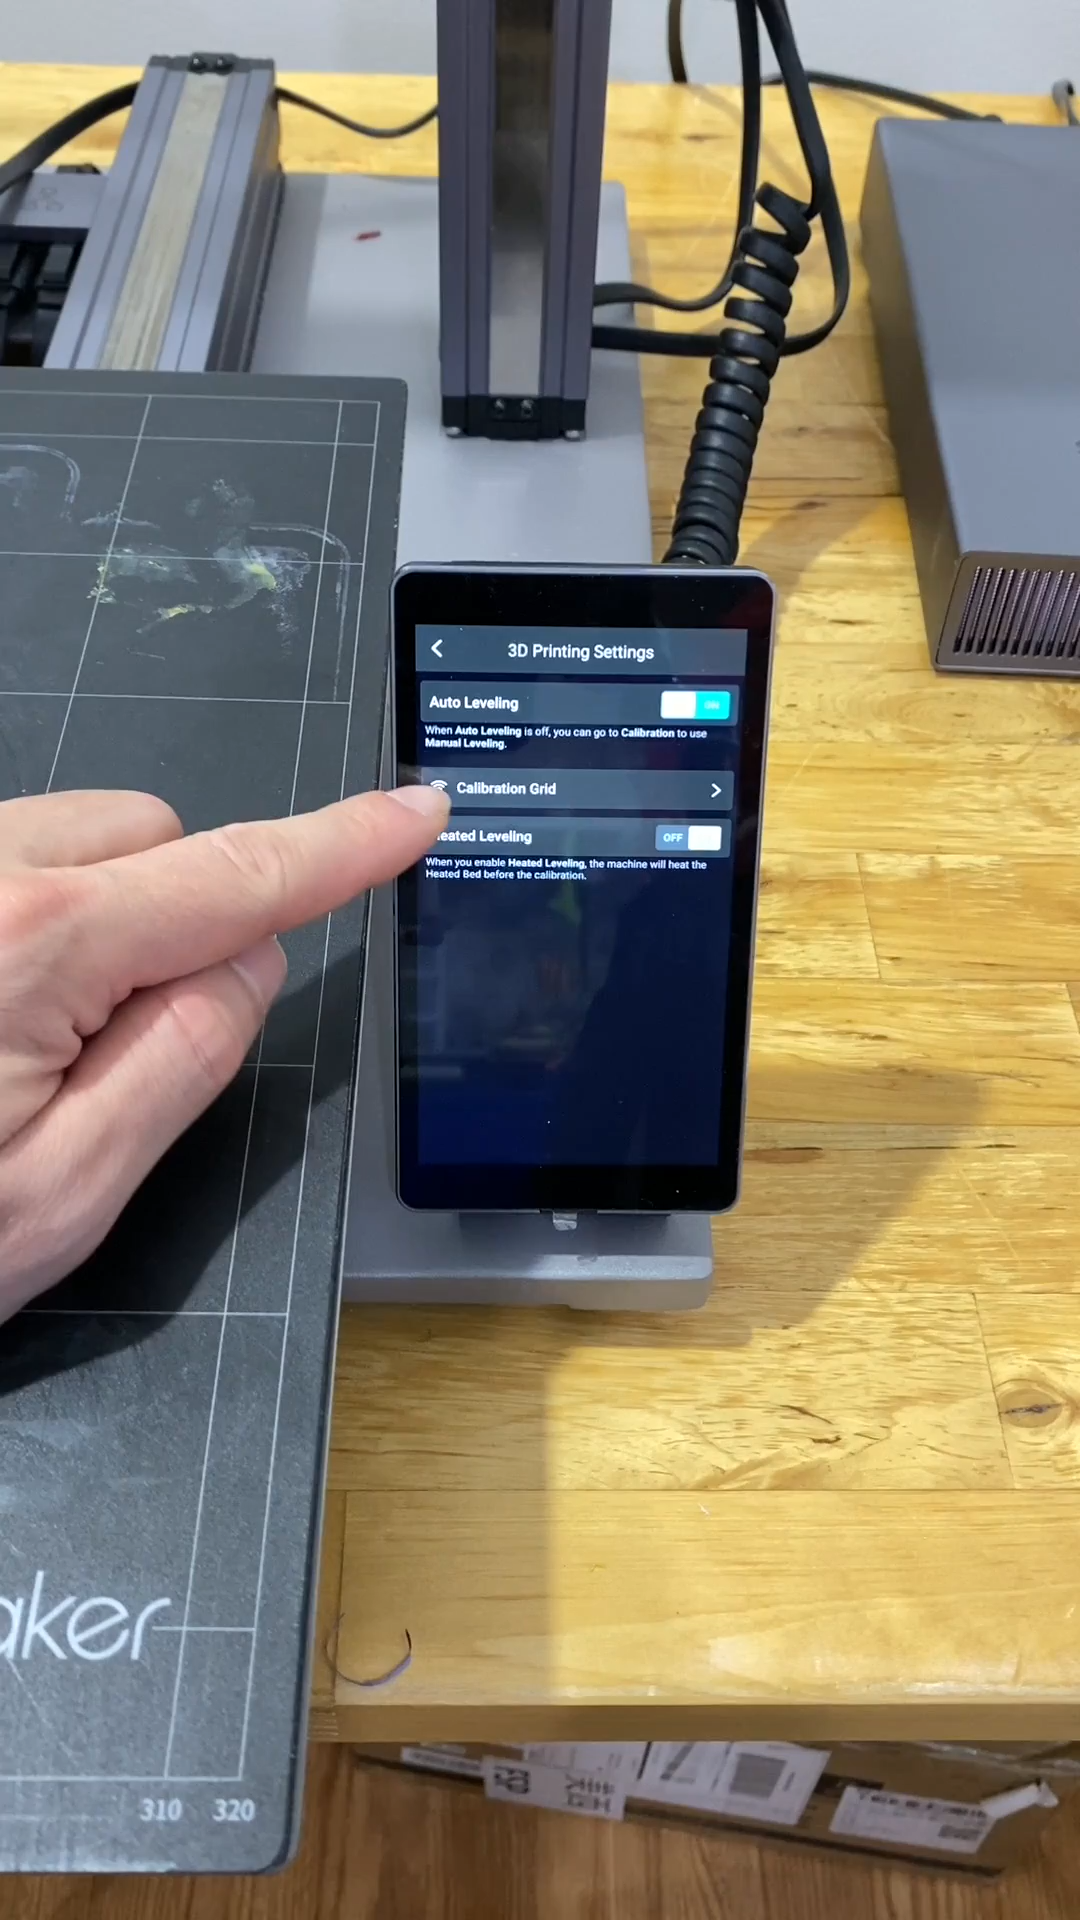 3D Printing Settings
Auto Leveling
ON
When Auto Leveling is off, you can go to Calibration to use
Manual Leveling.
Calibration Grid
eated Leveling
OFF
When you enable Heated Leveling, the machine will heat the
Heated Bed before the calibration.
aker
310 320